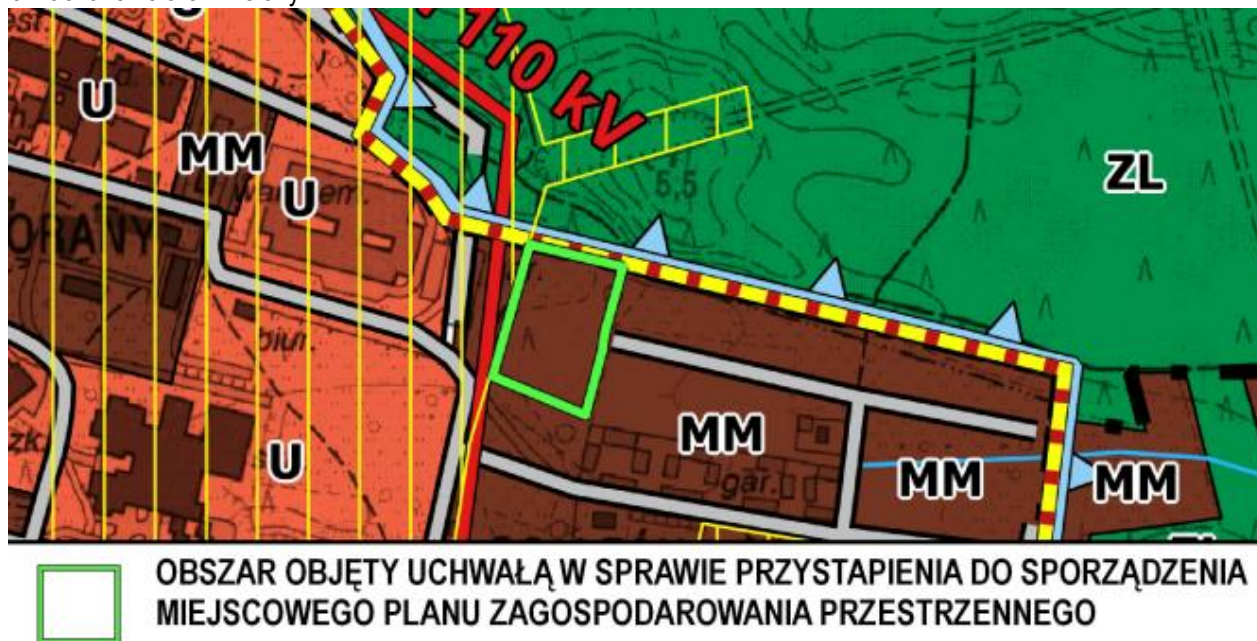 110 kV
U
MM
U
ZL
5,5
ORANY
biur.
U
MM
gar.
MM
MM
OBSZAR OBJĘTY UCHWAŁĄ W SPRAWIE PRZYSTAPIENIA DO SPORZĄDZENIA
MIEJSCOWEGO PLANU ZAGOSPODAROWANIA PRZESTRZENNEGO